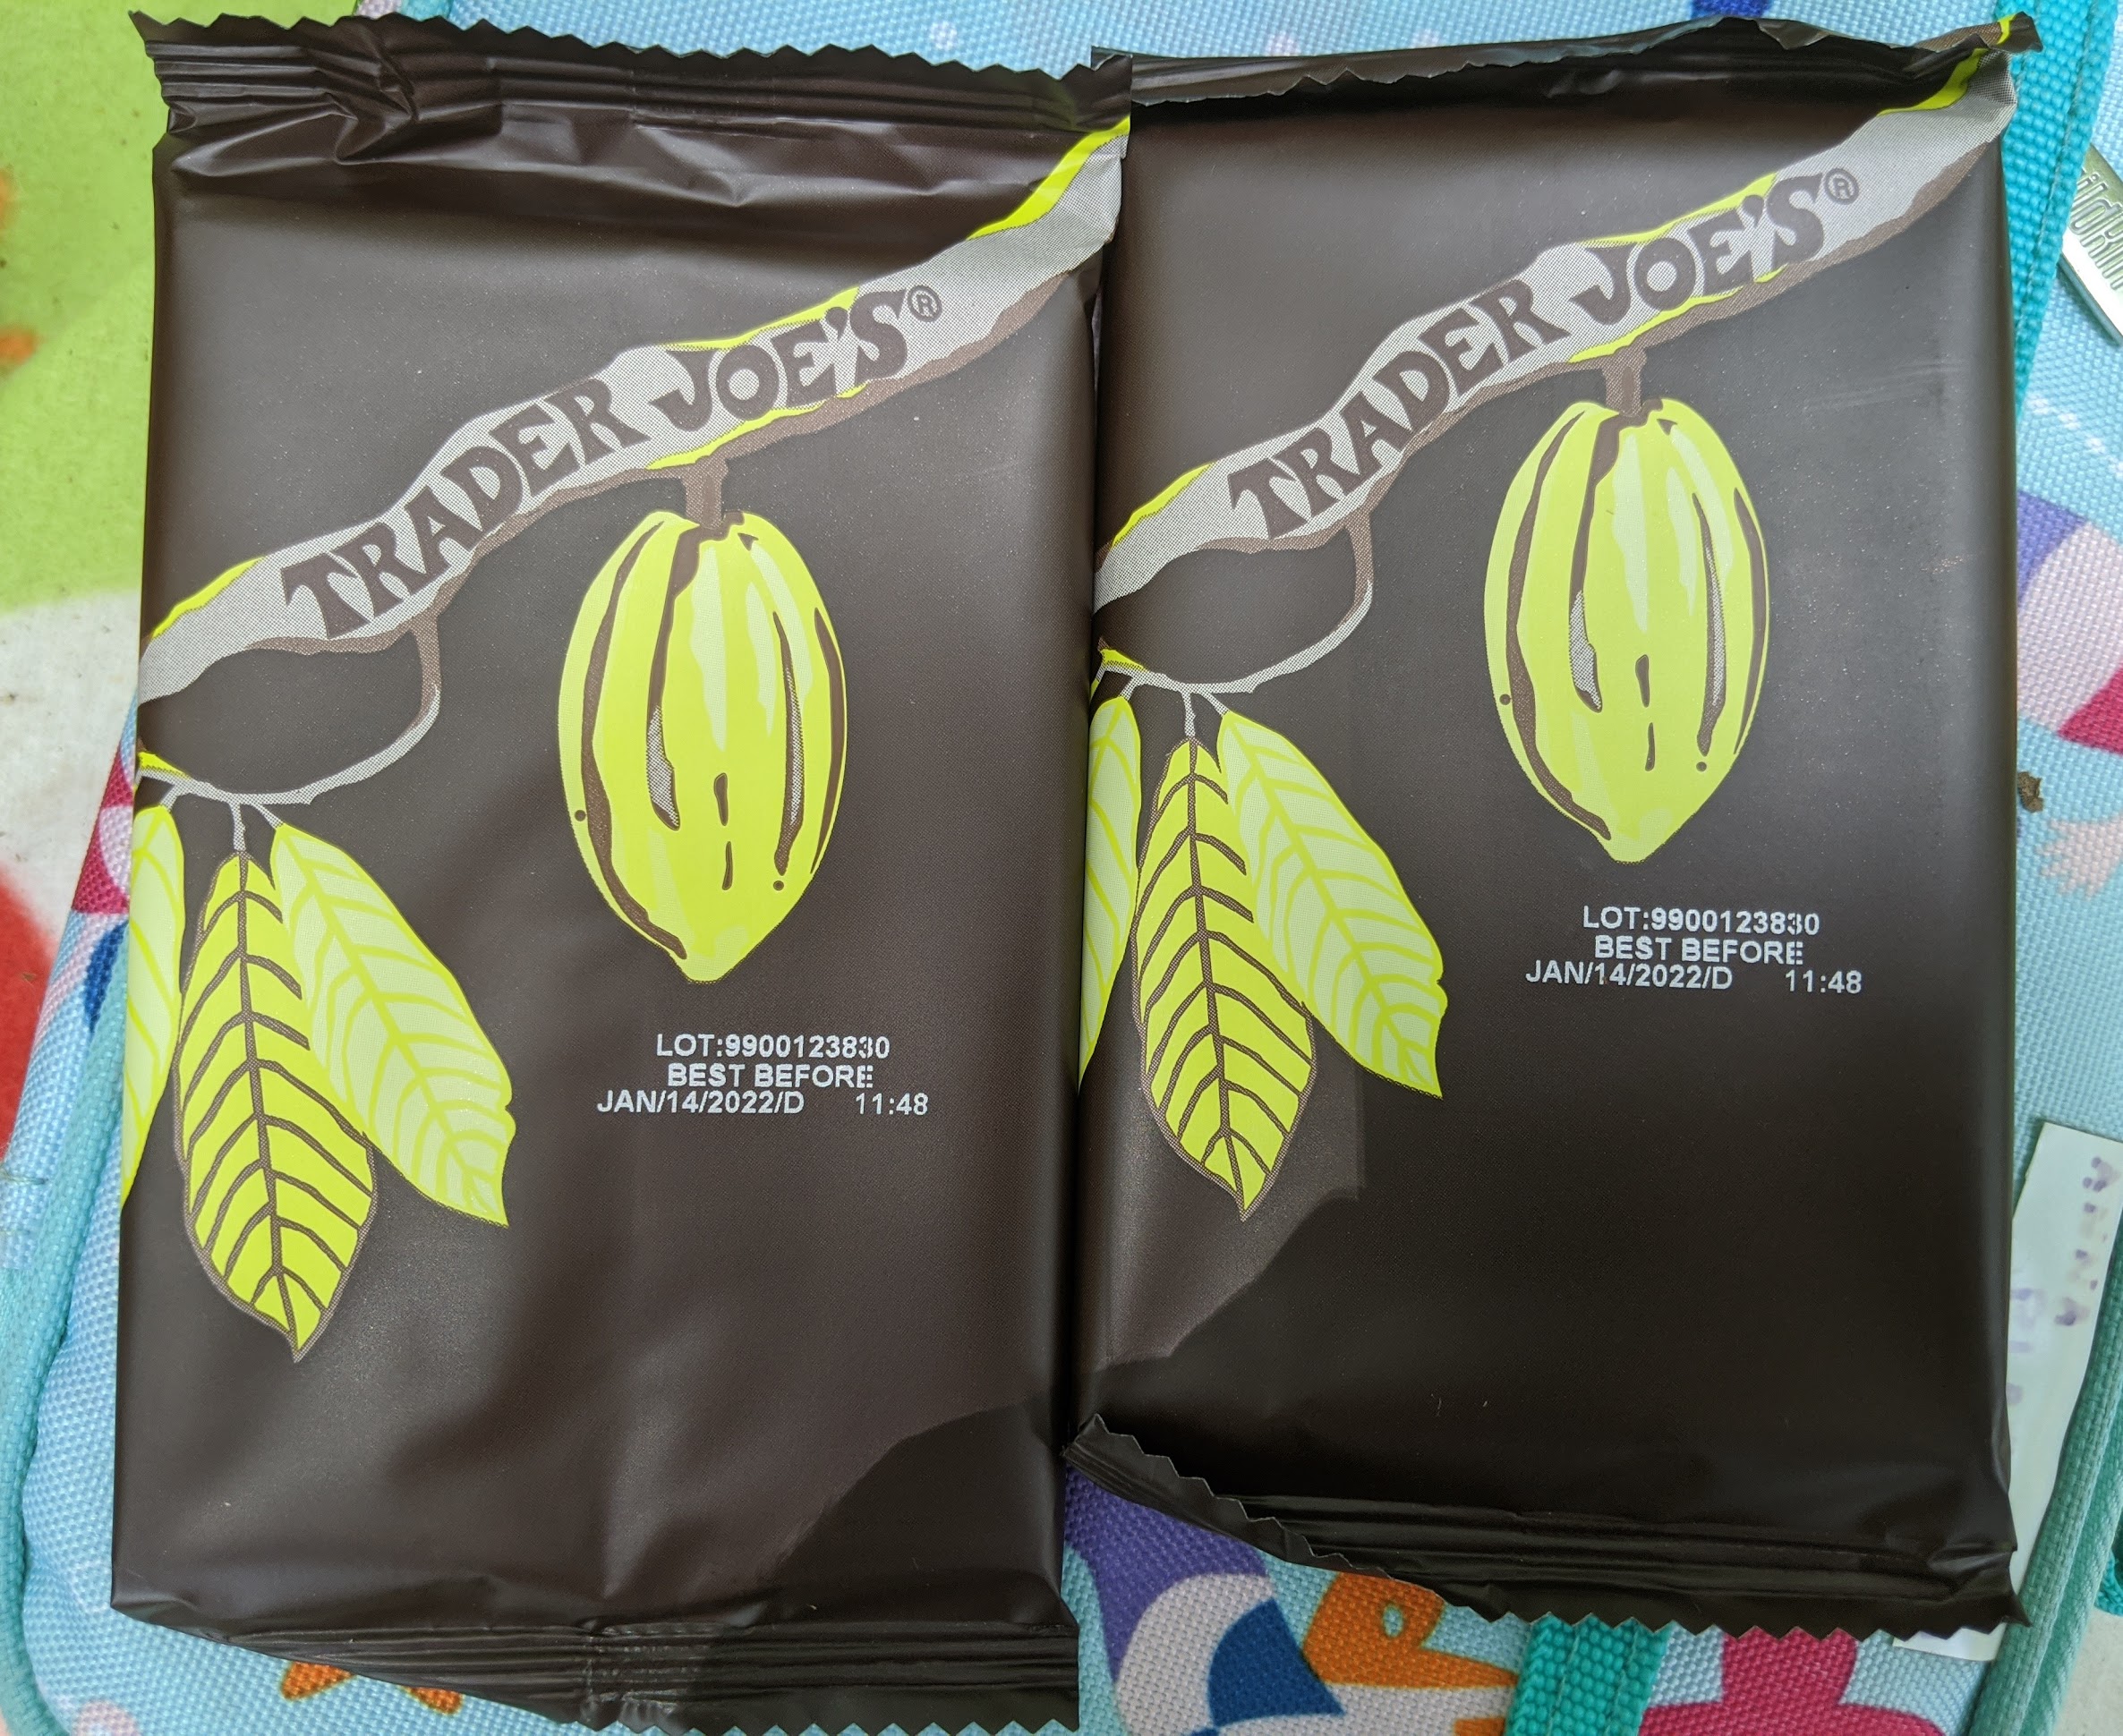 TRADER JOE'S®
LOT:9900123830
BEST BEFORE
JAN/14/2022/D 11:48
TRADER JOE'S®
LOT:9900123830
BEST BEFORE
JAN/14/2022/D 11:48